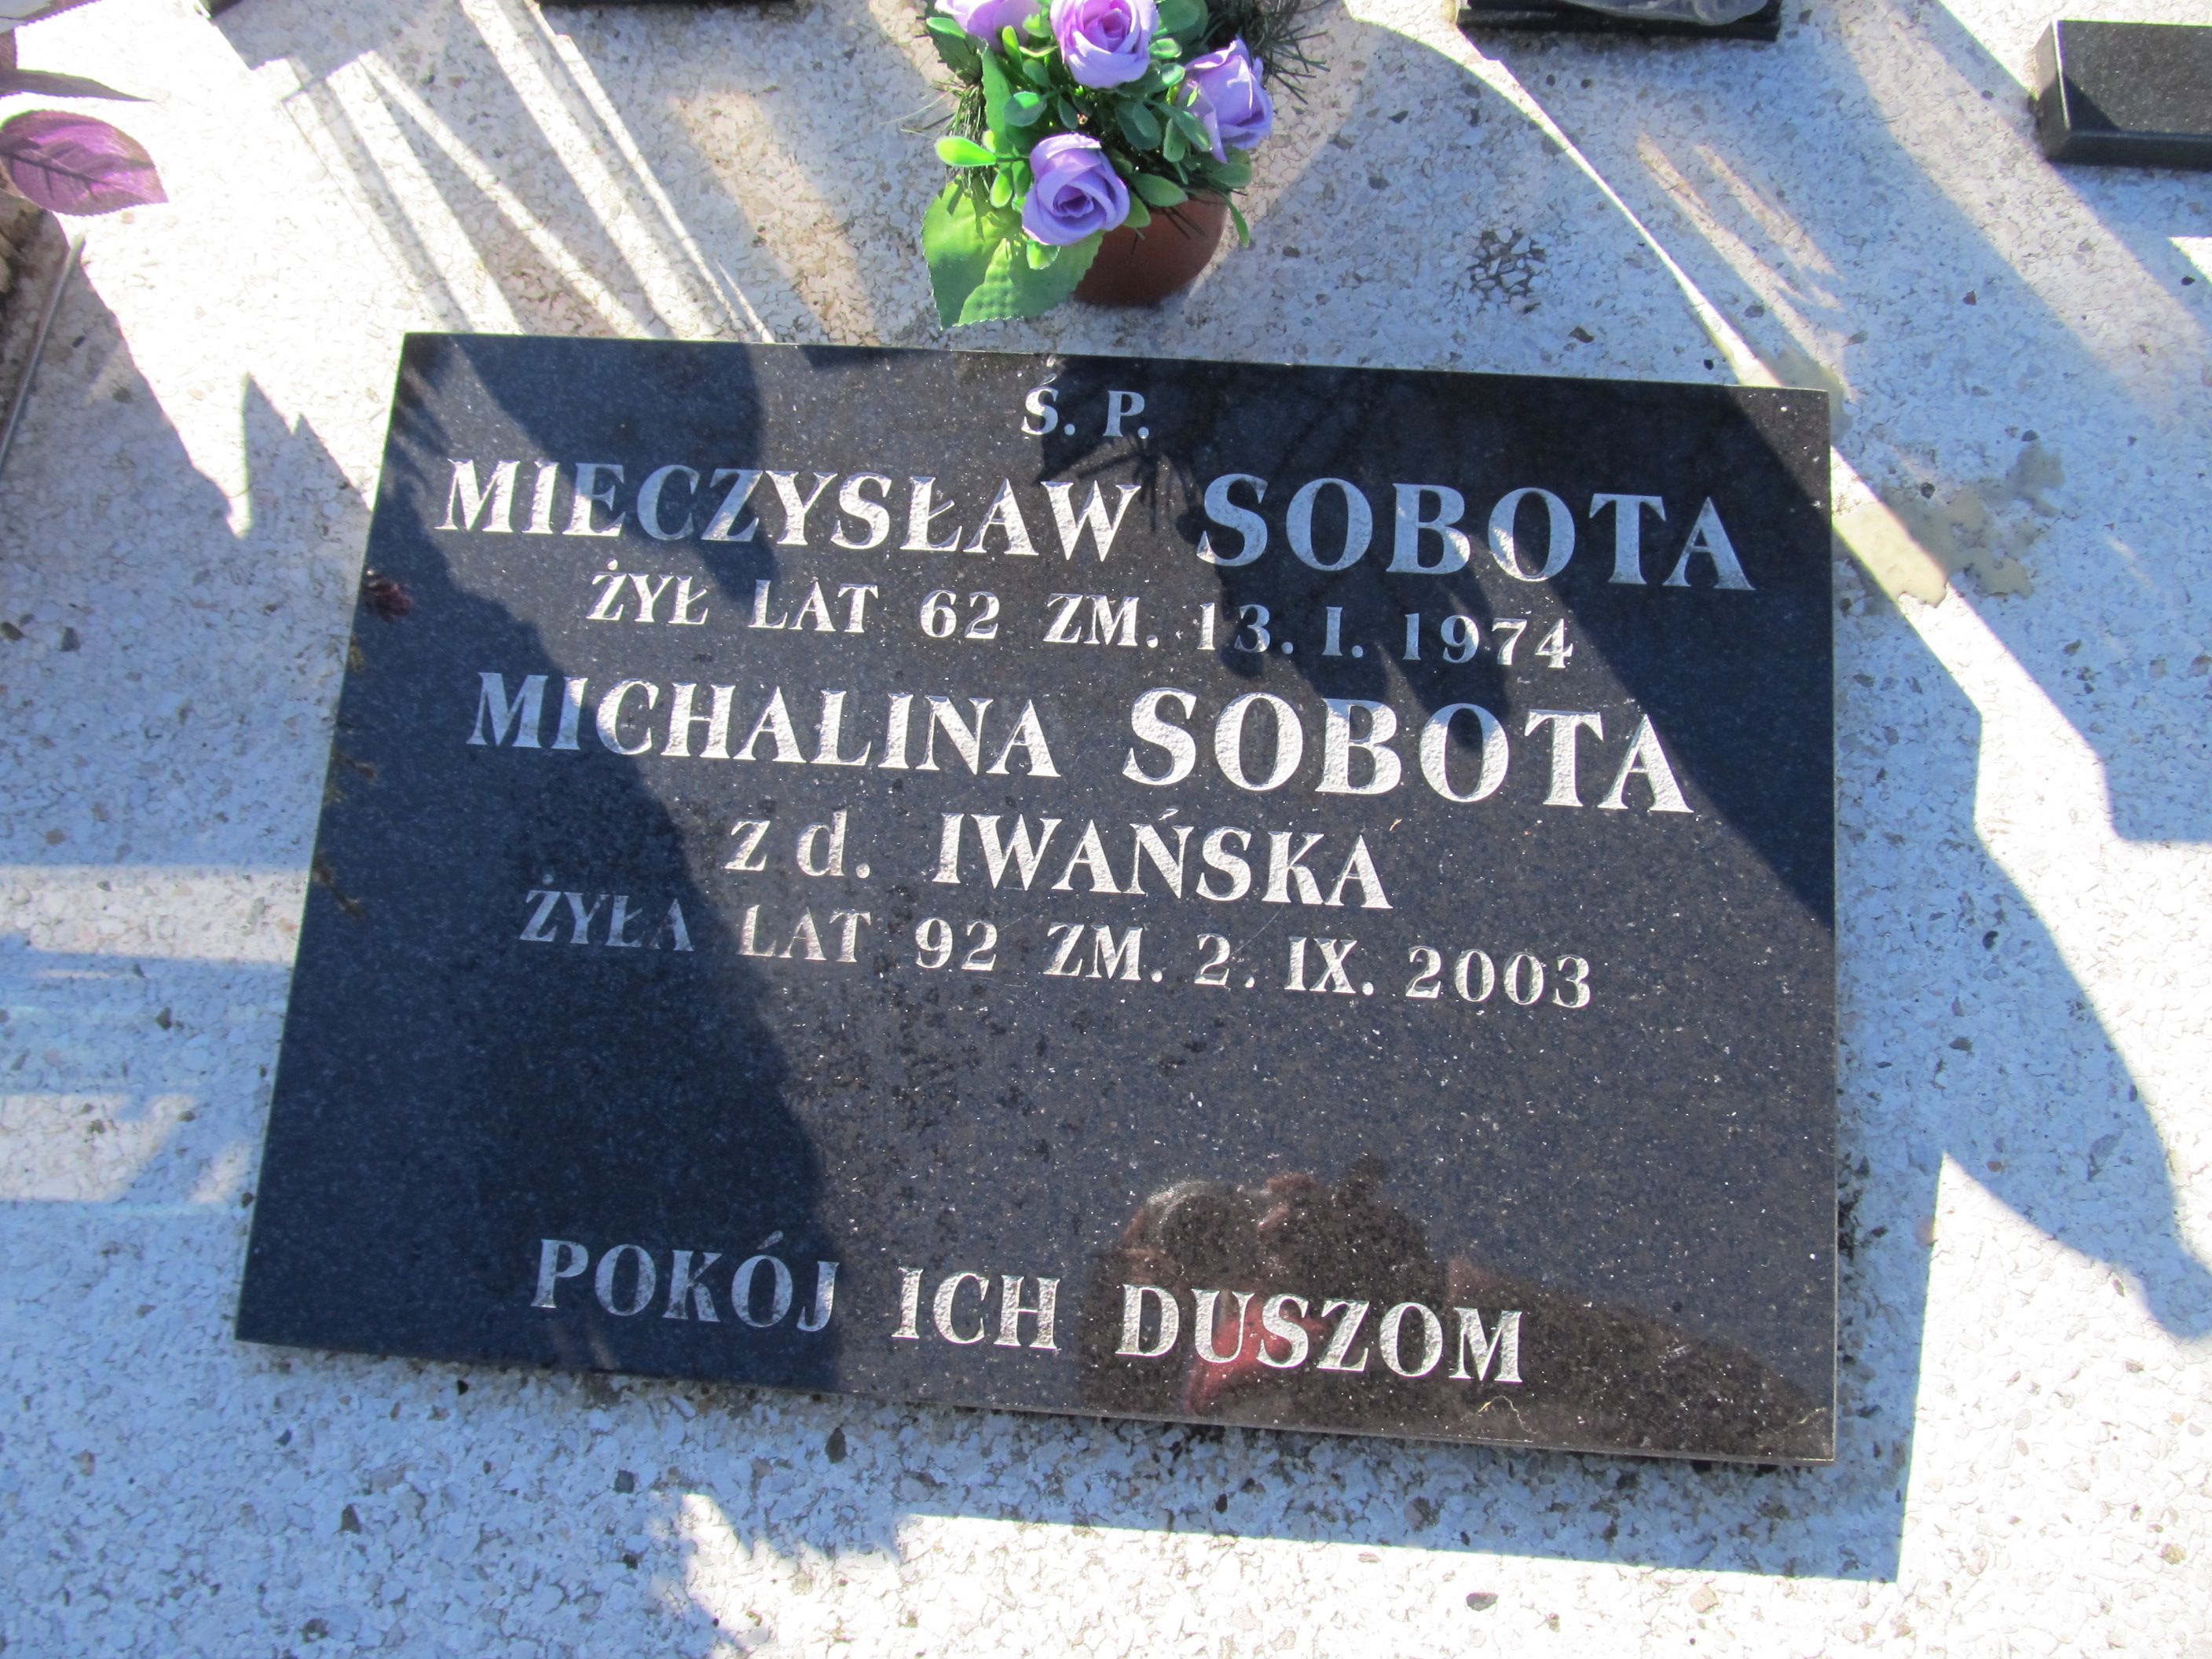 Ś. P.
MIECZYSŁAW SOBOTA
ŻYŁ LAT 62 ZM. 13. I. 1974
MICHALINA SOBOTA
z d. IWAŃSKA
ŻYŁA LAT 92 ZM. 2. IX. 2003
POKÓJ ICH DUSZOM